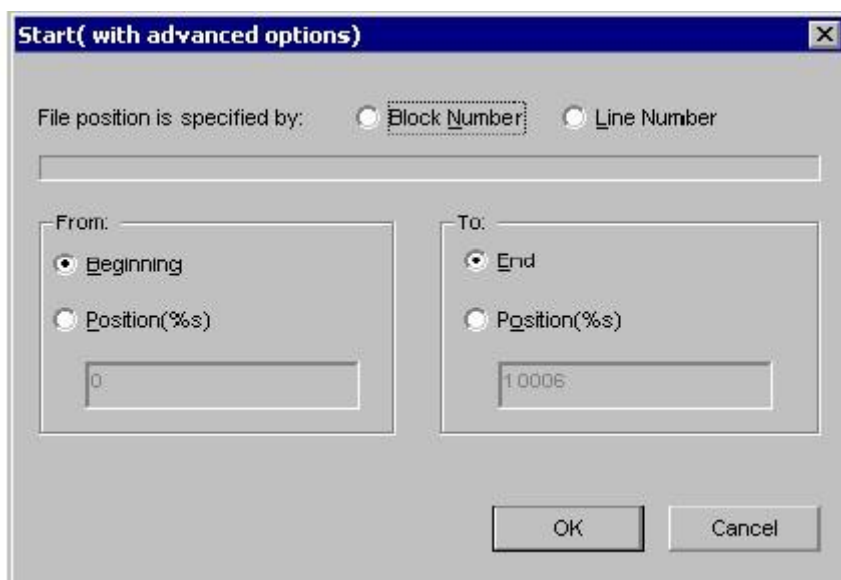 Start( with advanced options)
File position is specified by: Block Number Line Number
From:
Beginning
Position(%s)
0
To:
End
Position(%s)
10006
OK Cancel